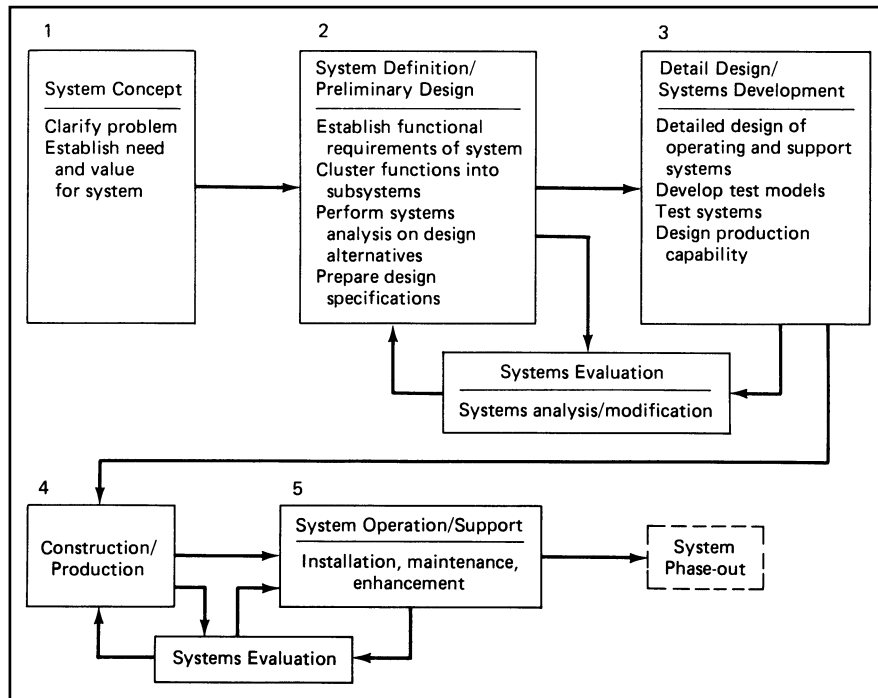 1
System Concept
Clarify problem
Establish need
and value
for system
2
System Definition/
Preliminary Design
Establish functional
requirements of system
Cluster functions into
subsystems
Perform systems
analysis on design
alternatives
Prepare design
specifications
3
Detail Design/
Systems Development
Detailed design of
operating and support
systems
Develop test models
Test systems
Design production
capability
Systems Evaluation
Systems analysis/modification
4
Construction/
Production
5
System Operation/Support
Installation, maintenance,
enhancement
System
Phase-out
Systems Evaluation